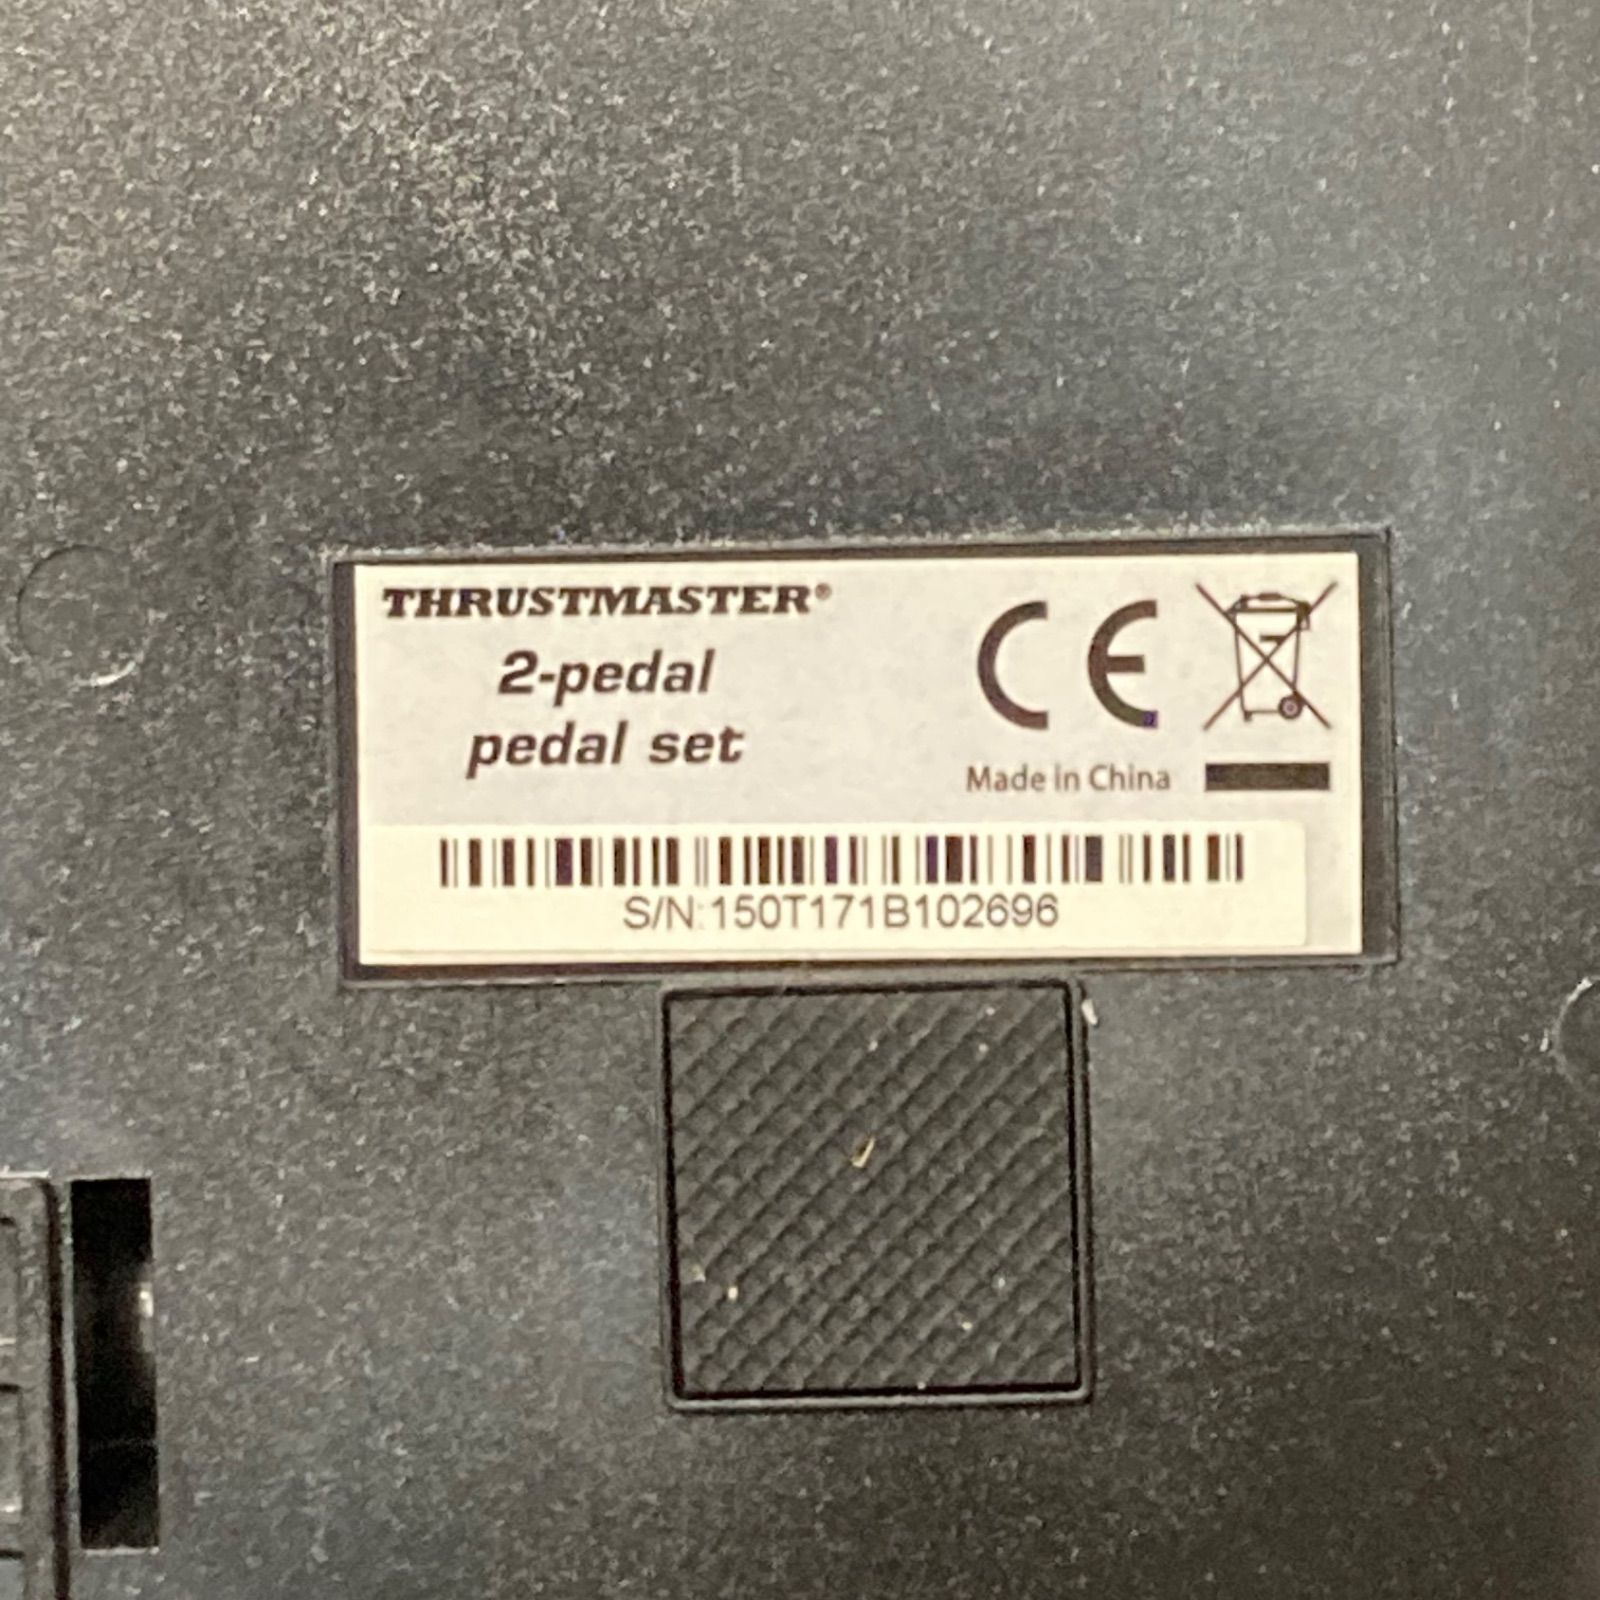 THRUSTMASTER®
2-pedal
pedal set
CE
Made in China
S/N:150T171B102696